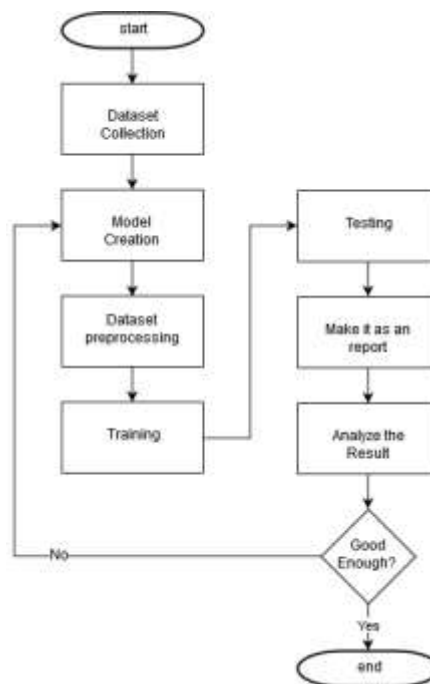 start
Dataset
Collection
Model
Creation
Dataset
preprocessing
Training
Testing
Make it as an
report
Analyze the
Result
Good
Enough?
No
Yes
end